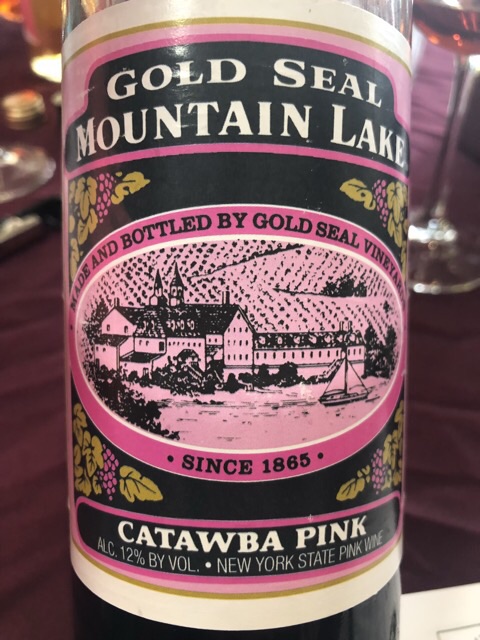 GOLD SEAL
MOUNTAIN LAKE
MADE AND BOTTLED BY GOLD SEAL
• SINCE 1865 •
CATAWBA PINK
ALC. 12% BY VOL. • NEW YORK STATE PINK WINE